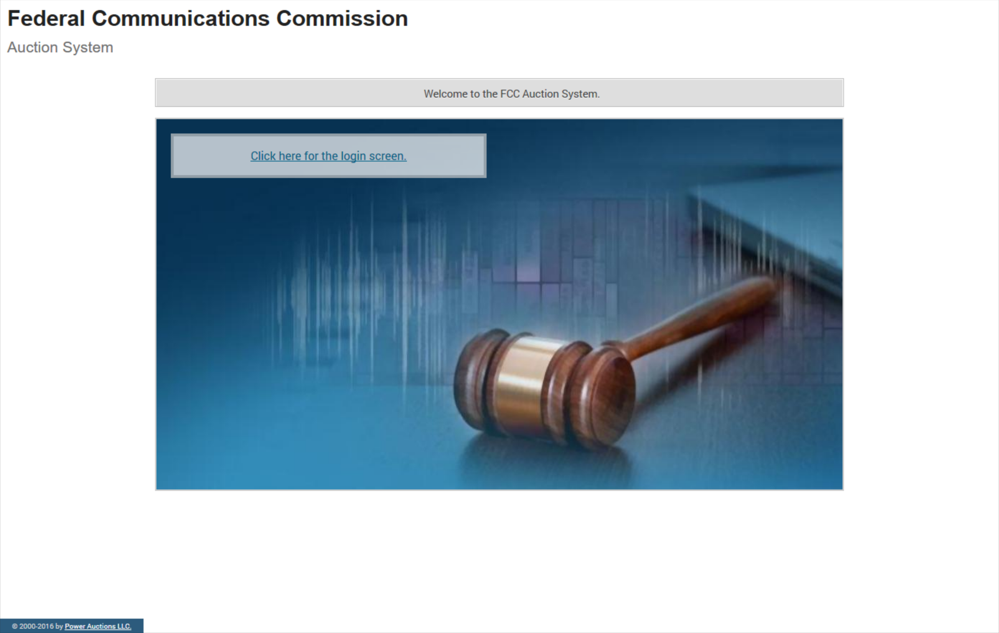 Federal Communications Commission
Auction System
Welcome to the FCC Auction System.
Click here for the login screen.
© 2000-2016 by Power Auctions LLC.